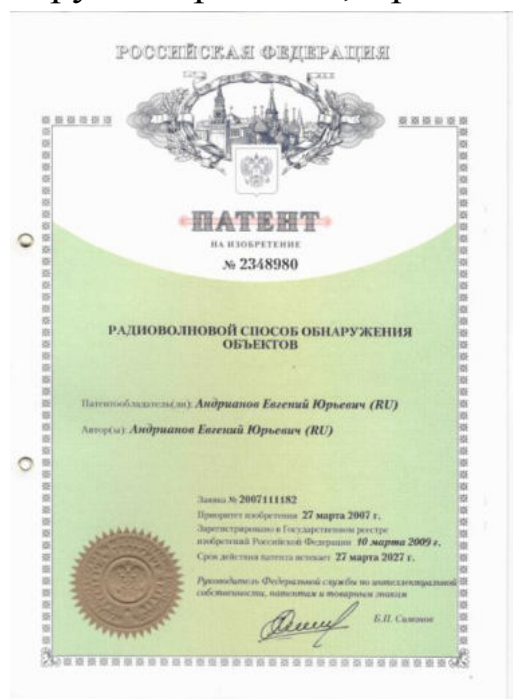 РОССИЙСКАЯ ФЕДЕРАЦИЯ
ПАТЕНТ
НА ИЗОБРЕТЕНИЕ
№ 2348980
РАДИОВОЛНОВОЙ СПОСОБ ОБНАРУЖЕНИЯ
ОБЪЕКТОВ
Патентообладатель(ли): Андрианов Евгений Юрьевич (RU)
Автор(ы): Андрианов Евгений Юрьевич (RU)
Заявка № 2007111182
Приоритет изобретения 27 марта 2007 г.
Зарегистрировано в Государственном реестре
изобретений Российской Федерации 10 марта 2009 г.
Срок действия патента истекает 27 марта 2027 г.
Руководитель Федеральной службы по интеллектуальной
собственности, патентам и товарным знакам
Б.П. Симонов